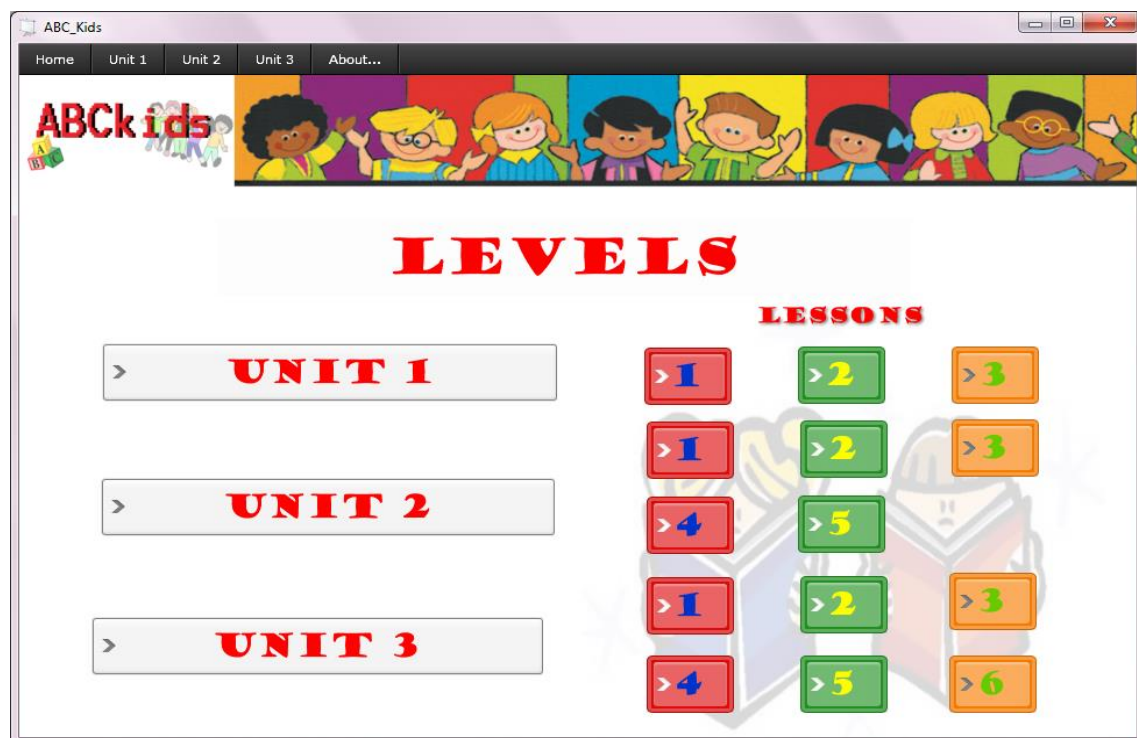 ABC_Kids
Home Unit 1 Unit 2 Unit 3 About...
ABCkids
A
B C
LEVELS
LESSONS
UNIT 1
1 2 3
1 2 3
UNIT 2
4 5
1 2 3
UNIT 3
4 5 6